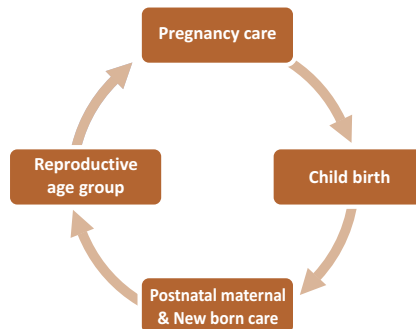 Pregnancy care
Reproductive
age group
Child birth
Postnatal maternal
& New born care